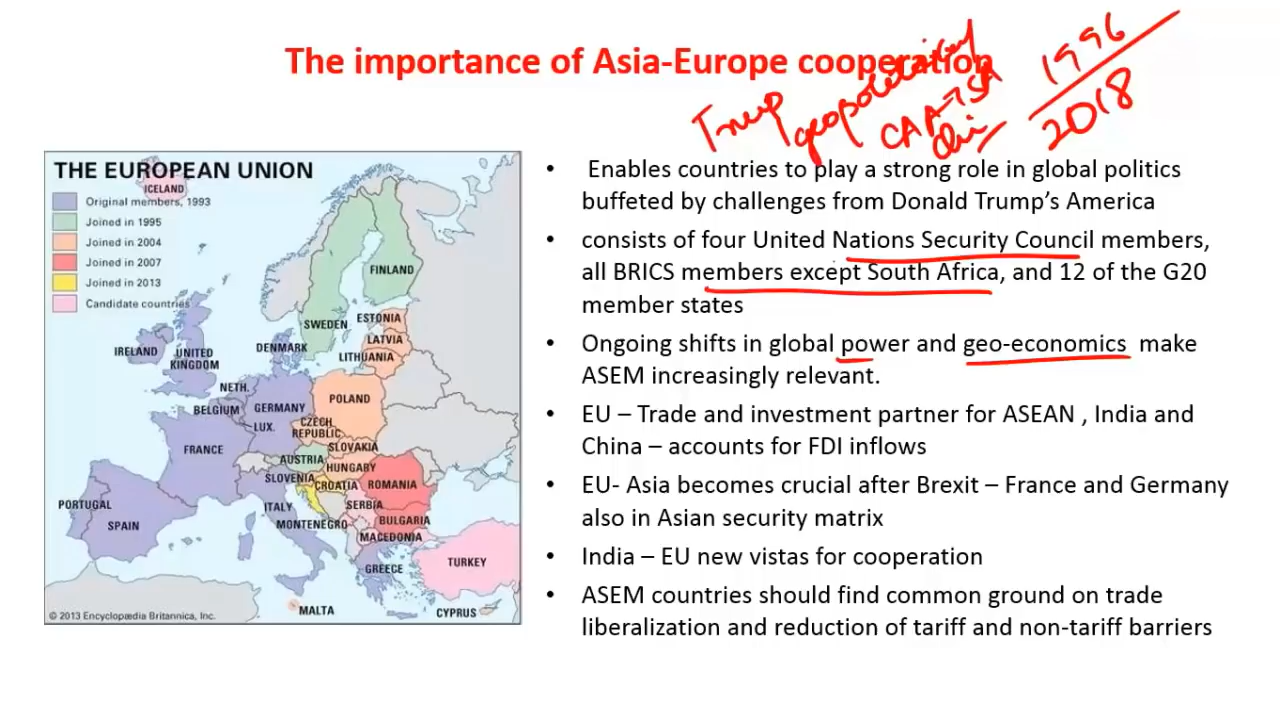 The importance of Asia-Europe cooperation
Trump
geopolitical
CAATSA
1996
2018
THE EUROPEAN UNION
ICELAND
Original members, 1993
Joined in 1995
Joined in 2004
Joined in 2007
Joined in 2013
Candidate countries
FINLAND
SWEDEN
ESTONIA
LATVIA
LITHUANIA
DENMARK
IRELAND
UNITED
KINGDOM
NETH.
BELGIUM
GERMANY
POLAND
LUX.
CZECH
REPUBLIC
SLOVAKIA
FRANCE
AUSTRIA
HUNGARY
SLOVENIA
CROATIA
ROMANIA
PORTUGAL
SPAIN
ITALY
SERBIA
MONTENEGRO
BULGARIA
MACEDONIA
GREECE
TURKEY
MALTA
CYPRUS
© 2013 Encyclopædia Britannica, Inc.
• Enables countries to play a strong role in global politics
buffeted by challenges from Donald Trump’s America
• consists of four United Nations Security Council members,
all BRICS members except South Africa, and 12 of the G20
member states
• Ongoing shifts in global power and geo-economics make
ASEM increasingly relevant.
• EU – Trade and investment partner for ASEAN , India and
China – accounts for FDI inflows
• EU- Asia becomes crucial after Brexit – France and Germany
also in Asian security matrix
• India – EU new vistas for cooperation
• ASEM countries should find common ground on trade
liberalization and reduction of tariff and non-tariff barriers